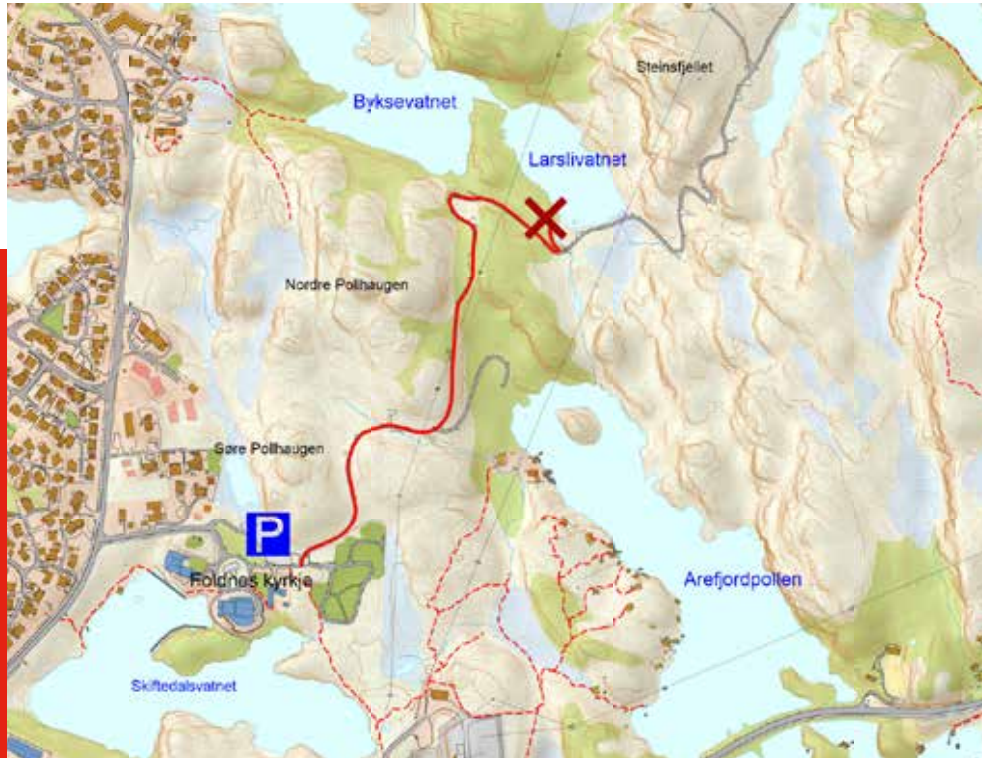 Steinsfjellet
Byksevatnet
Larslivatnet
Nordre Pollhaugen
Søre Pollhaugen
P
Foldnes kyrkje
Arefjordpollen
Skiftedalsvatnet